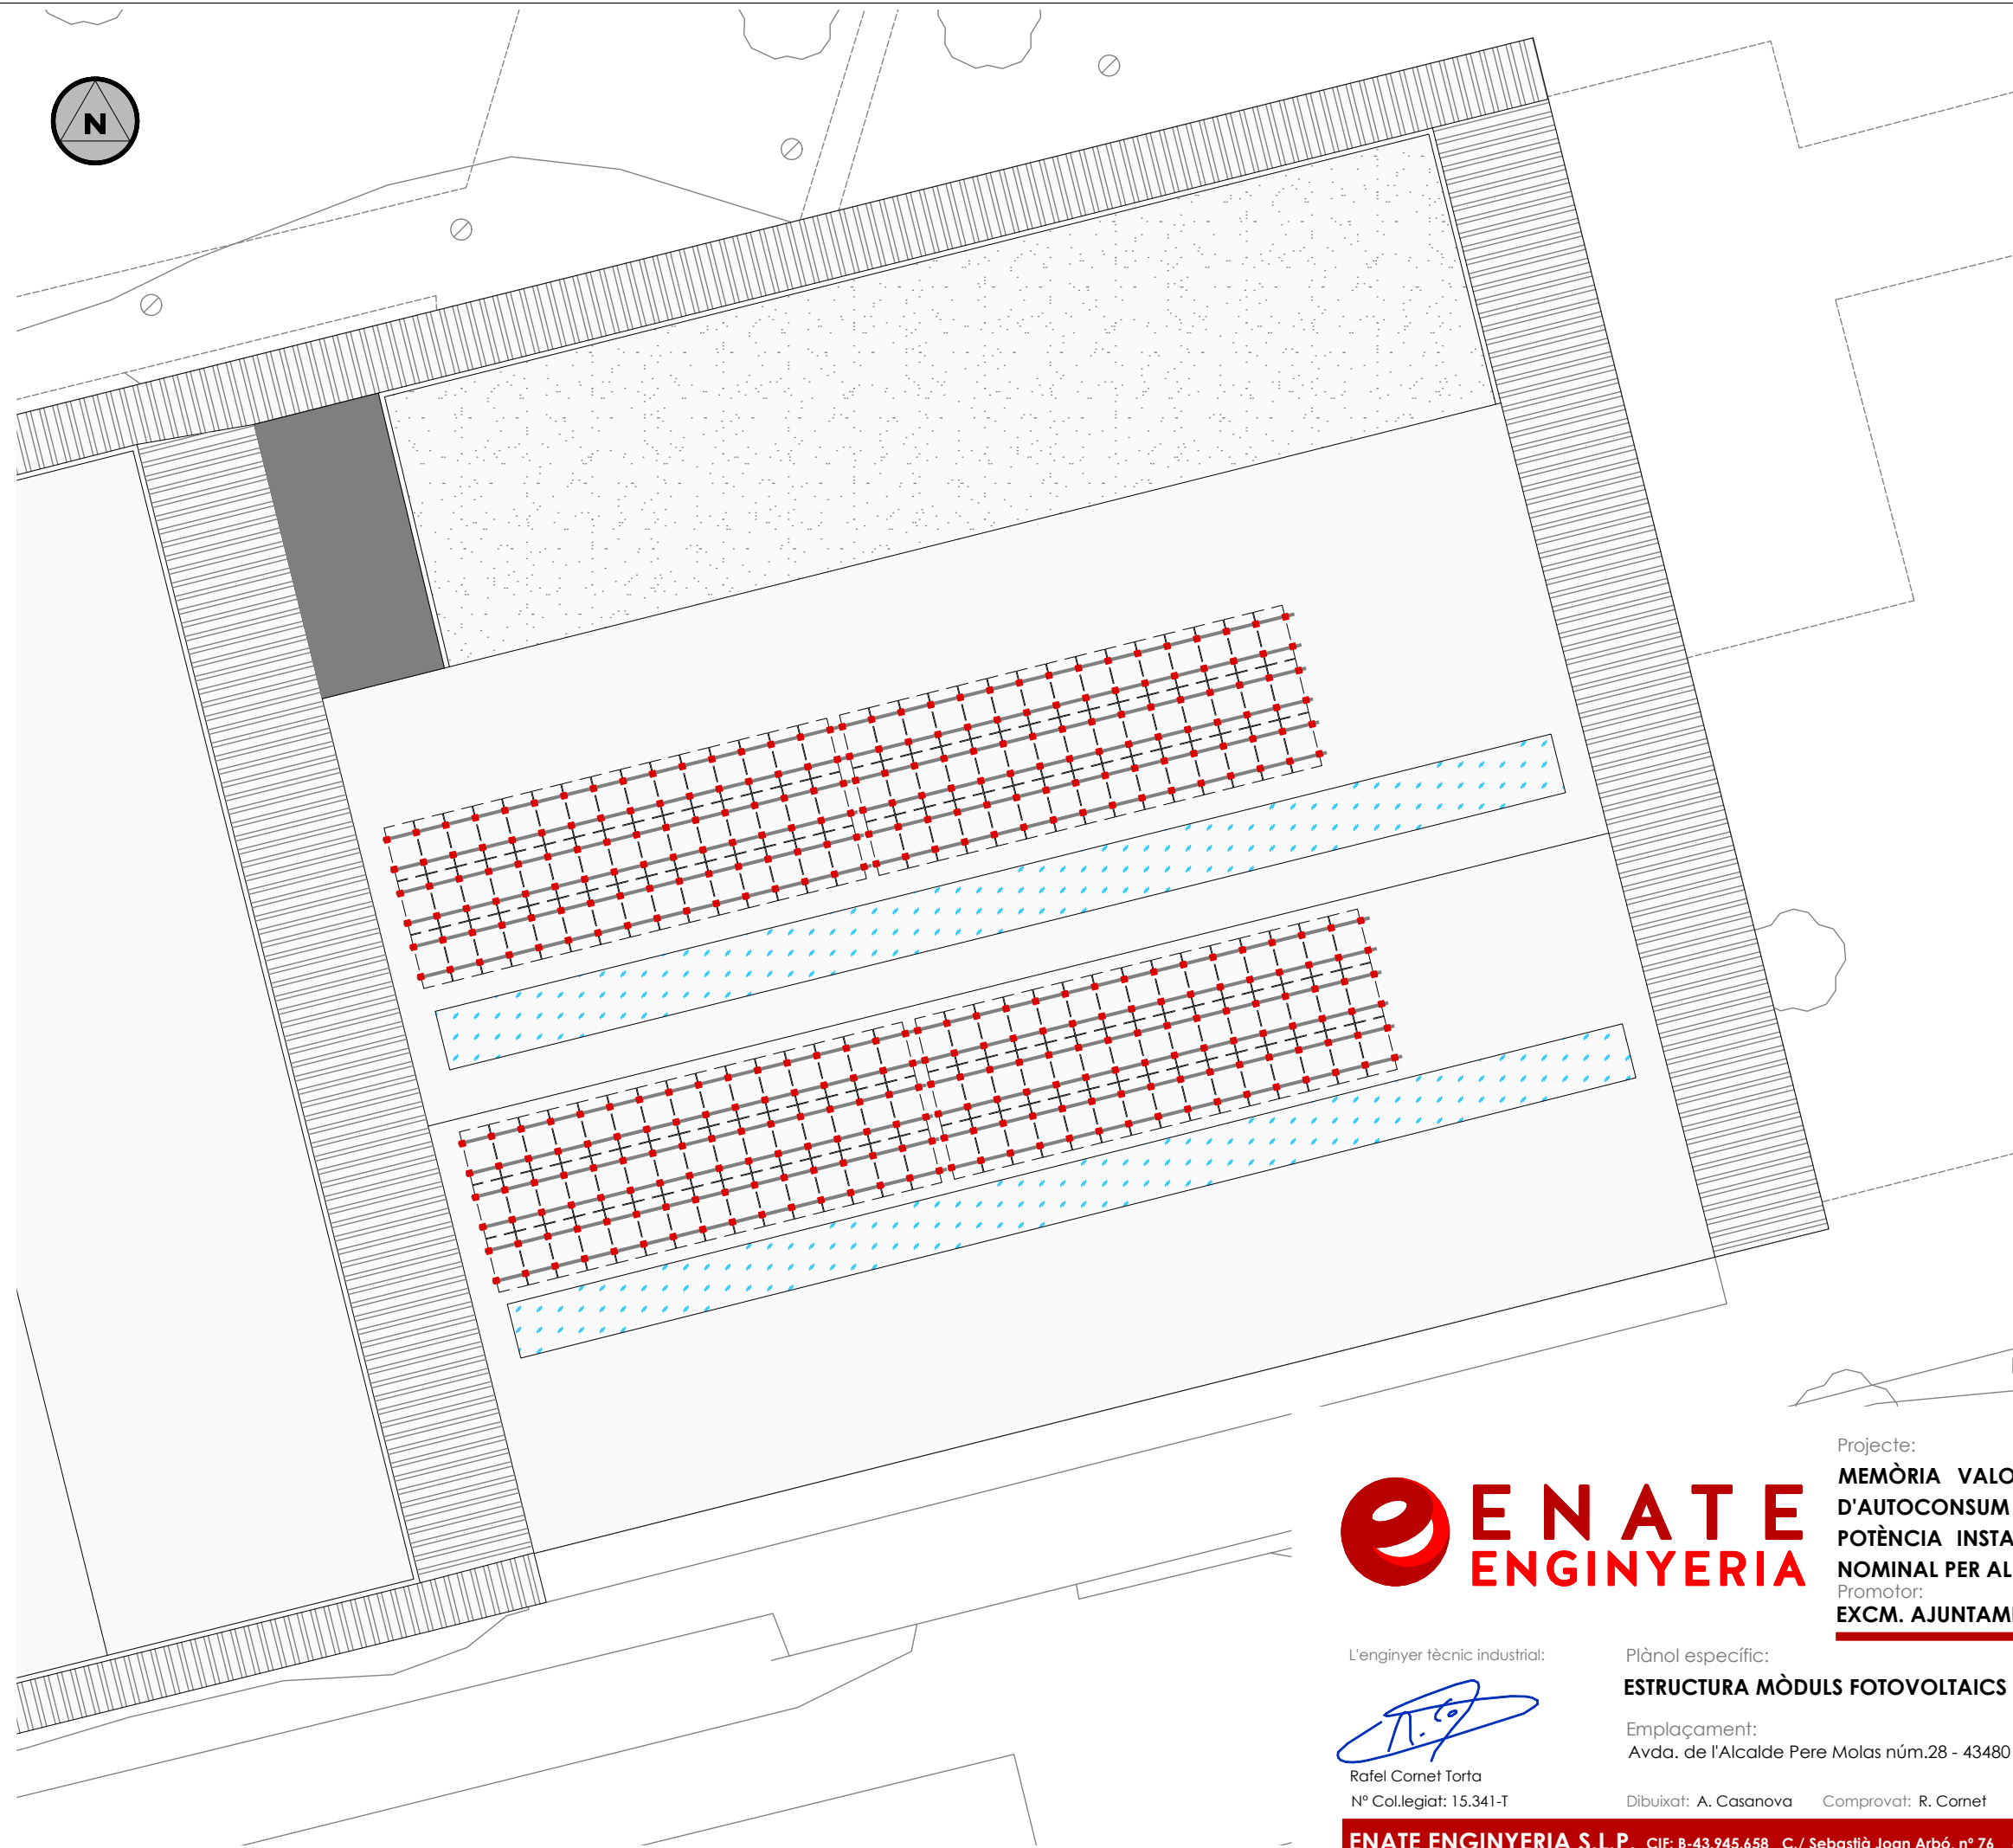 N
ENATE
ENGINYERIA
Projecte:
MEMÒRIA VALO
D'AUTOCONSUM
POTÈNCIA INSTA
NOMINAL PER AL
Promotor:
EXCM. AJUNTAM
L'enginyer tècnic industrial:
Rafel Cornet Torta
Nº Col.legiat: 15.341-T
Plànol específic:
ESTRUCTURA MÒDULS FOTOVOLTAICS
Emplaçament:
Avda. de l'Alcalde Pere Molas núm.28 - 43480
Dibuixat: A. Casanova Comprovat: R. Cornet
ENATE ENGINYERIA S.L.P. CIF: B-43.945.658 C./ Sebastià Joan Arbó, nº 76